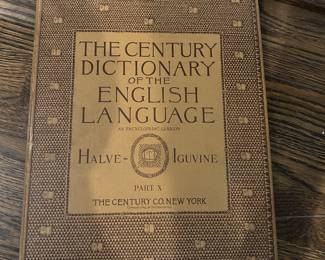 THE CENTURY
DICTIONARY
OF THE
ENGLISH
LANGUAGE
AN ENCYCLOPEDIC LEXICON
HALVE- IGUVINE
PART X
THE CENTURY CO. NEW YORK